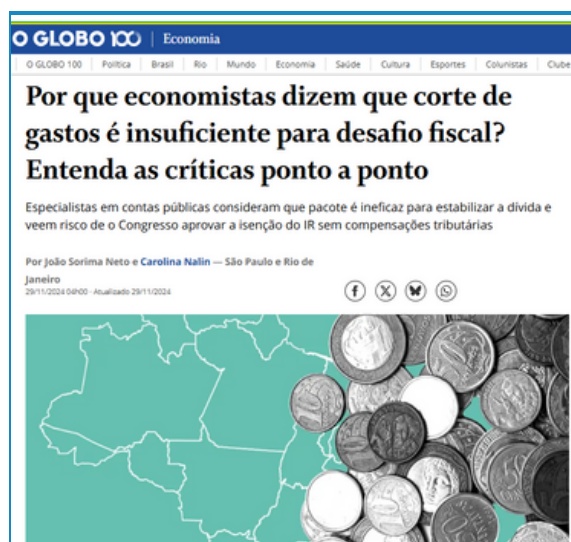 O GLOBO 100 | Economia
O GLOBO 100 Política Brasil Rio Mundo Economia Saúde Cultura Esportes Colunistas Clube
Por que economistas dizem que corte de
gastos é insuficiente para desafio fiscal?
Entenda as críticas ponto a ponto
Especialistas em contas públicas consideram que pacote é ineficaz para estabilizar a dívida e
veem risco de o Congresso aprovar a isenção do IR sem compensações tributárias
Por João Sorima Neto e Carolina Nalin — São Paulo e Rio de
Janeiro
29/11/2024 04h00 · Atualizado 29/11/2024